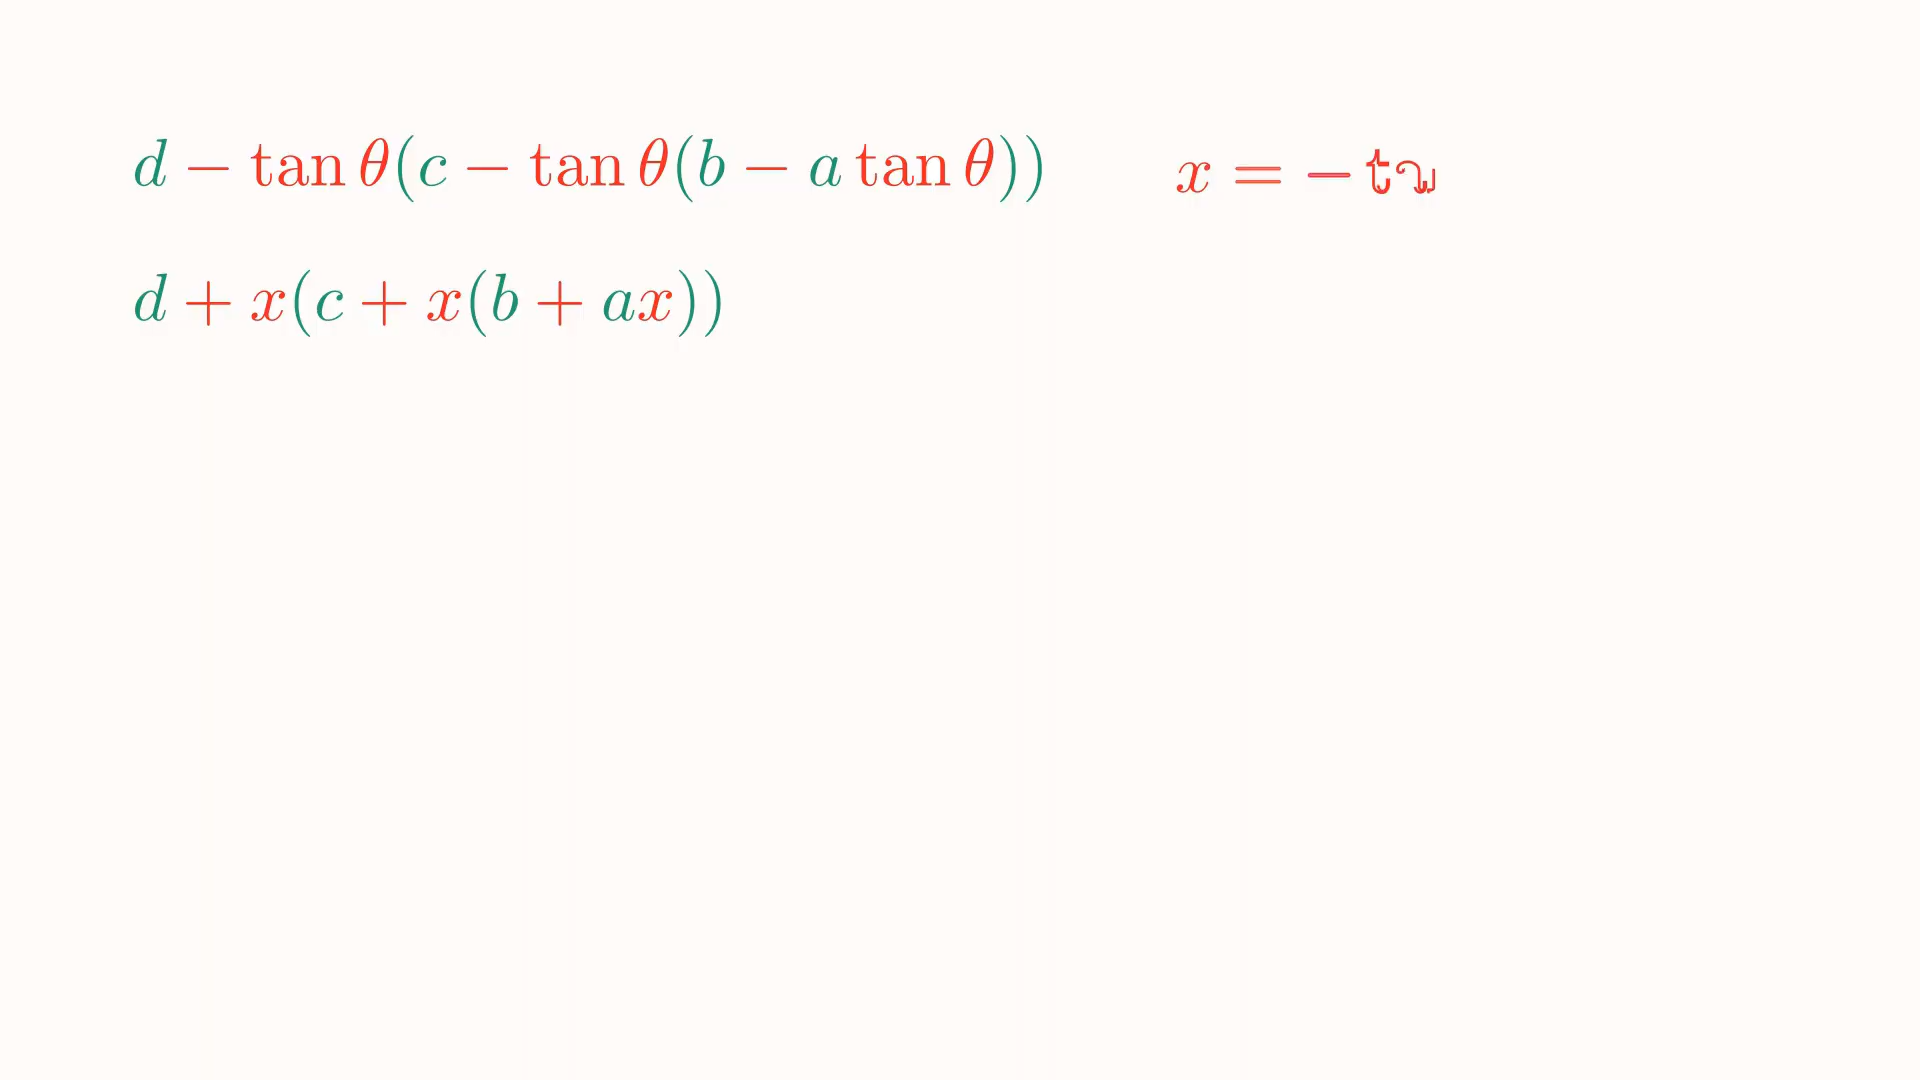 d − tan θ(c − tan θ(b − a tan θ))
x = −
d + x(c + x(b + ax))